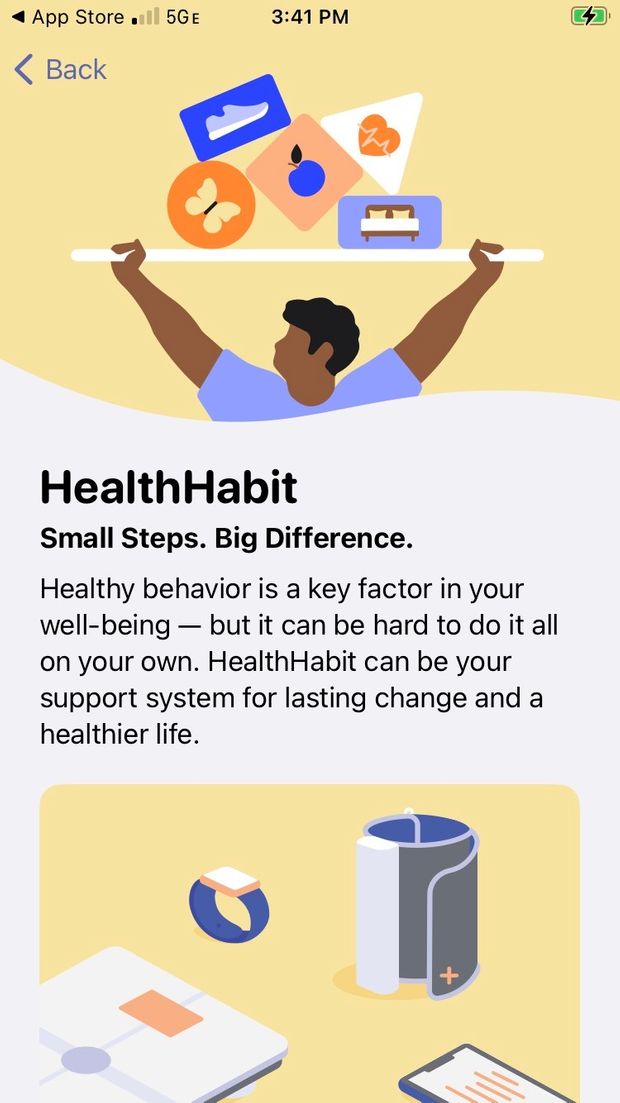 App Store 5GE 3:41 PM
Back
HealthHabit
Small Steps. Big Difference.
Healthy behavior is a key factor in your
well-being — but it can be hard to do it all
on your own. HealthHabit can be your
support system for lasting change and a
healthier life.